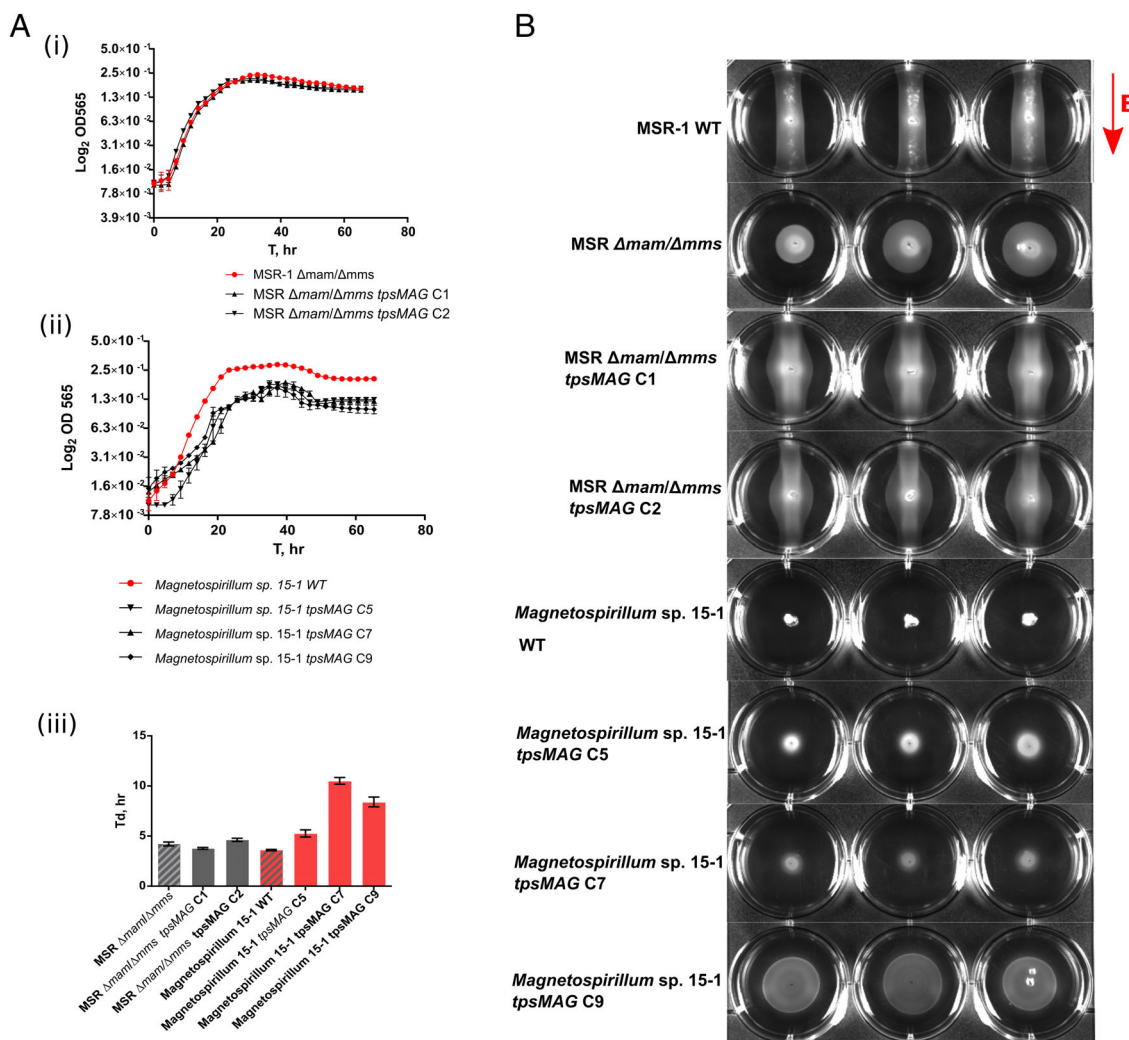 A
(i)
5.0×10 -1
2.5×10 -1
1.3×10 -1
6.3×10 -2
3.1×10 -2
1.6×10 -2
7.8×10 -3
3.9×10 -3
Log2 OD565
0 20 40 60 80
T, hr
MSR-1 Δmam/Δmms
MSR Δmam/Δmms tpsMAG C1
MSR Δmam/Δmms tpsMAG C2
(ii)
5.0×10 -1
2.5×10 -1
1.3×10 -1
6.3×10 -2
3.1×10 -2
1.6×10 -2
7.8×10 -3
Log2 OD 565
0 20 40 60 80
T, hr
Magnetospirillum sp. 15-1 WT
Magnetospirillum sp. 15-1 tpsMAG C5
Magnetospirillum sp. 15-1 tpsMAG C7
Magnetospirillum sp. 15-1 tpsMAG C9
(iii)
15
10
5
0
Td, hr
MSR Δmam/Δmms
MSR Δmam/Δmms tpsMAG C1
MSR Δmam/Δmms tpsMAG C2
Magnetospirillum 15-1 WT
Magnetospirillum 15-1 tpsMAG C5
Magnetospirillum 15-1 tpsMAG C7
Magnetospirillum 15-1 tpsMAG C9
B
MSR-1 WT
B
MSR Δmam/Δmms
MSR Δmam/Δmms
tpsMAG C1
MSR Δmam/Δmms
tpsMAG C2
Magnetospirillum sp. 15-1
WT
Magnetospirillum sp. 15-1
tpsMAG C5
Magnetospirillum sp. 15-1
tpsMAG C7
Magnetospirillum sp. 15-1
tpsMAG C9